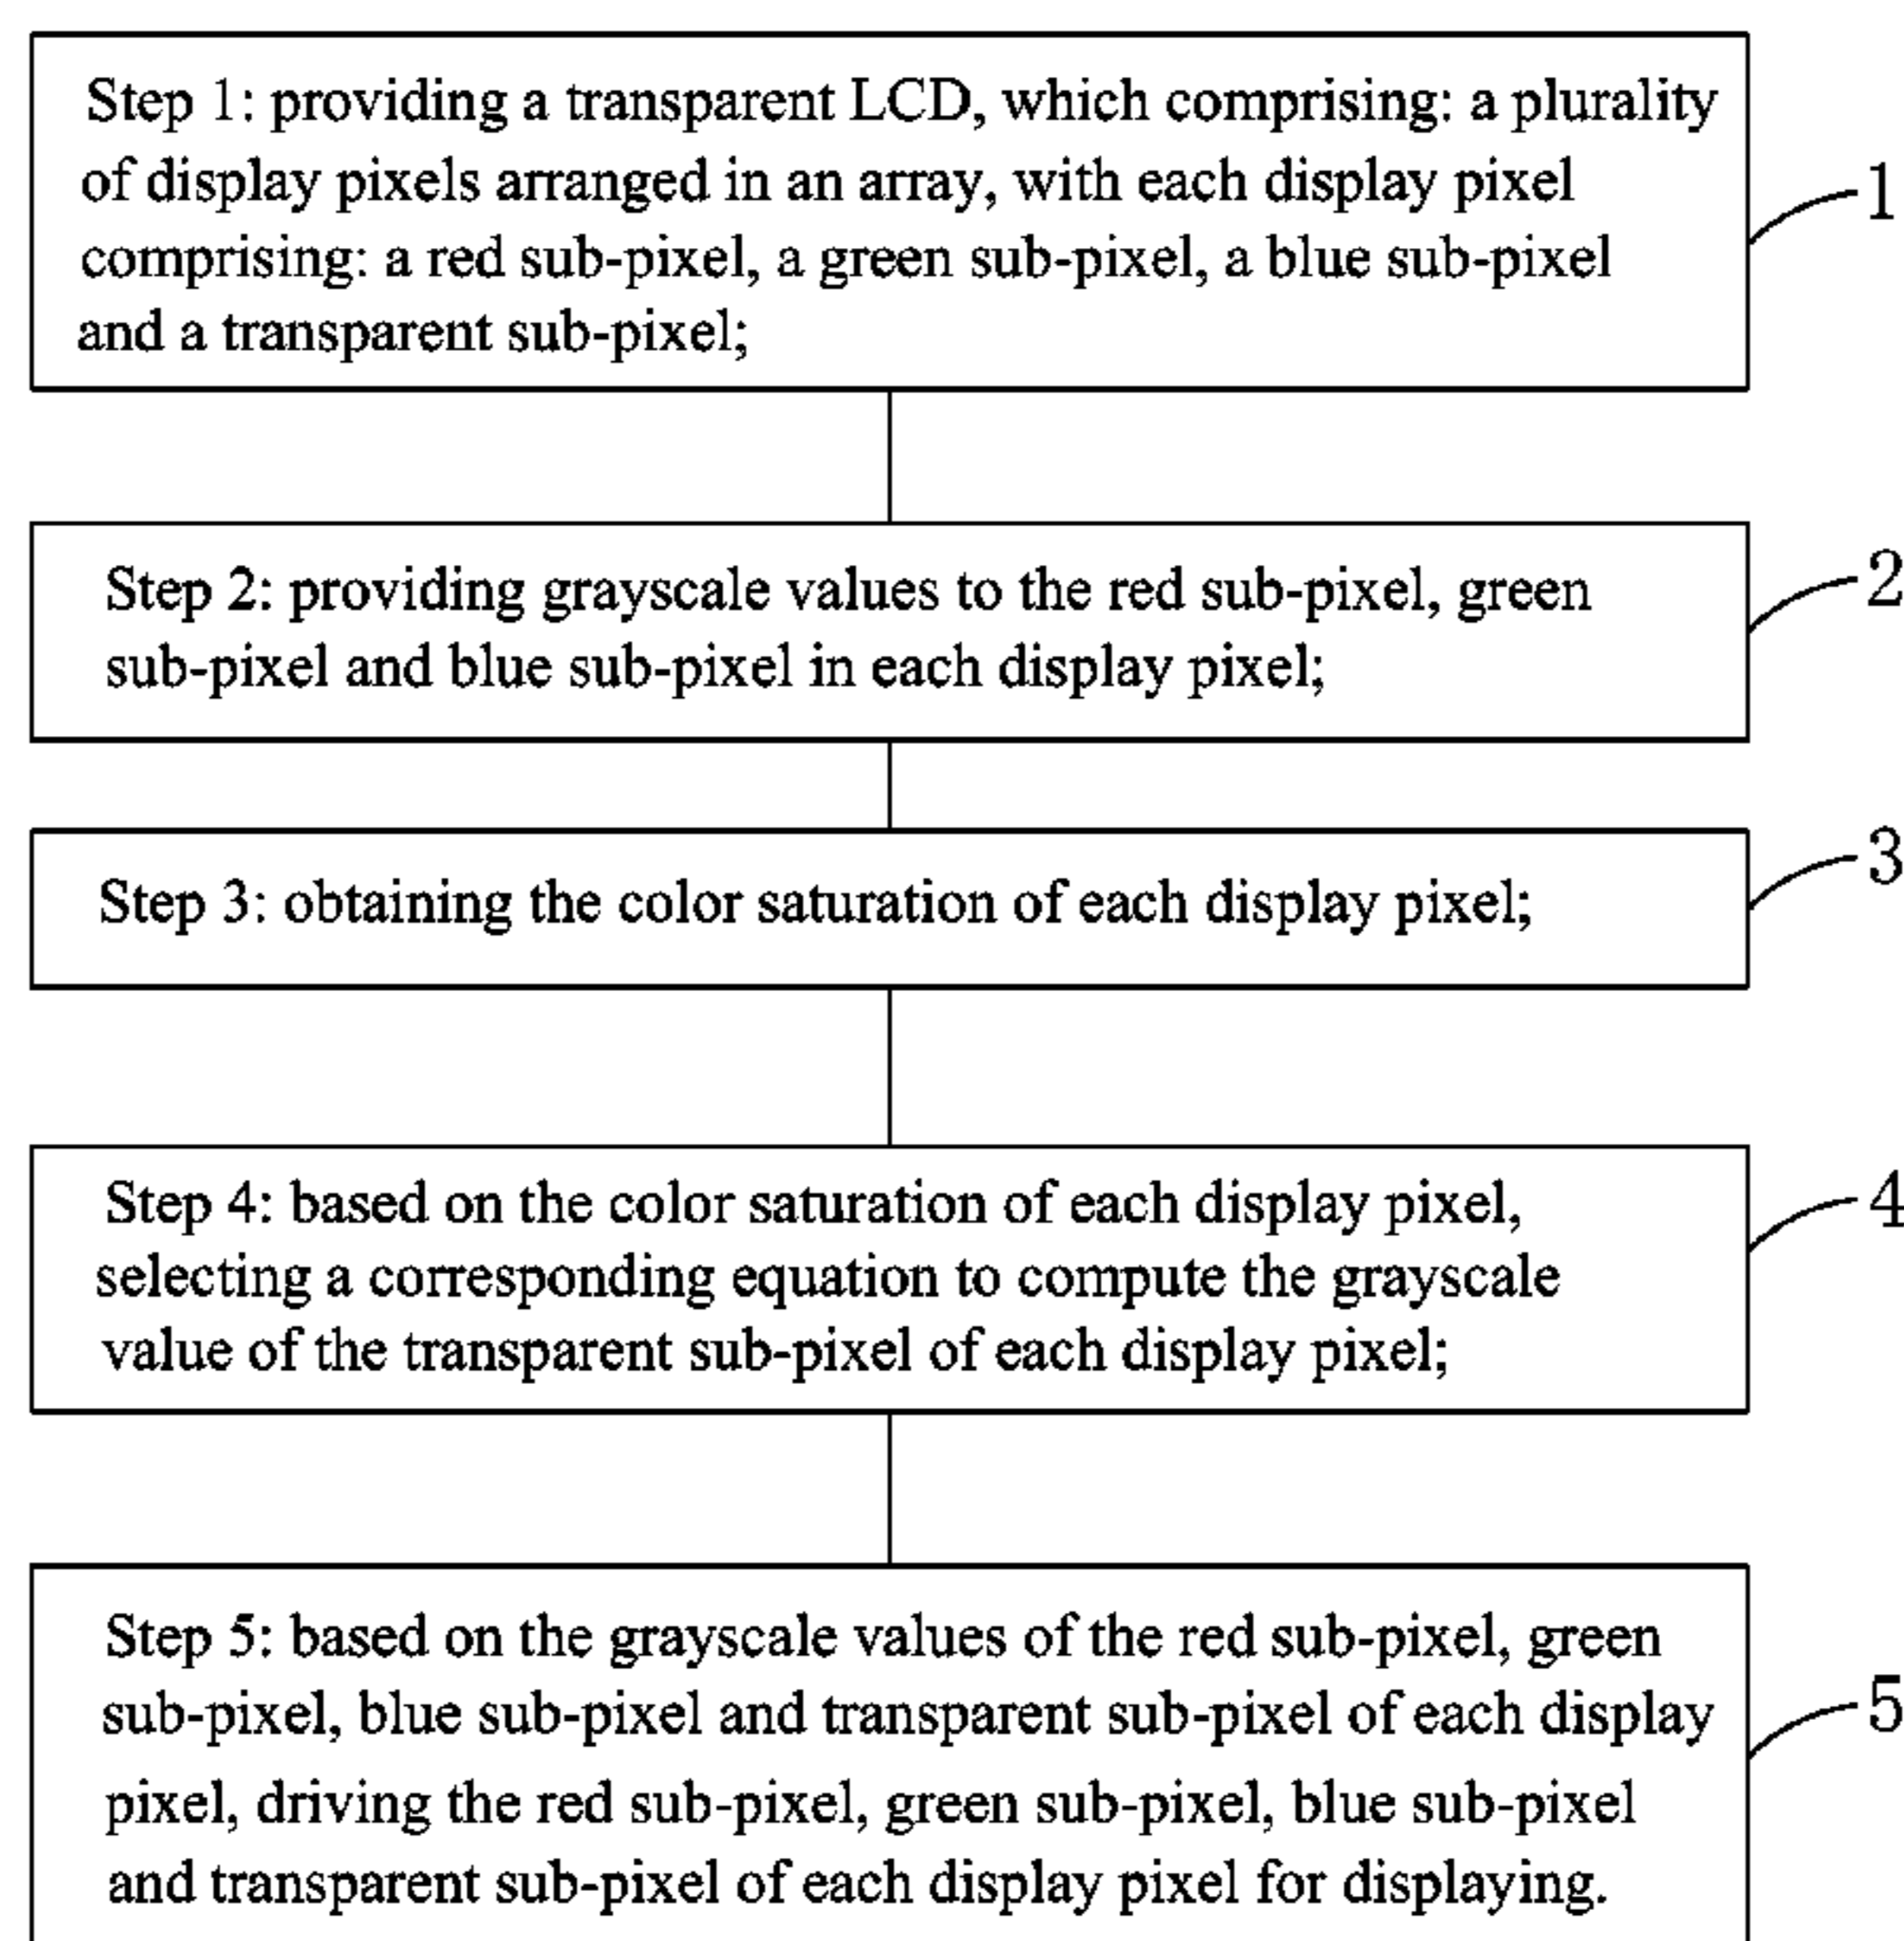 Step 1: providing a transparent LCD, which comprising: a plurality
of display pixels arranged in an array, with each display pixel
comprising: a red sub-pixel, a green sub-pixel, a blue sub-pixel
and a transparent sub-pixel;
1
Step 2: providing grayscale values to the red sub-pixel, green
sub-pixel and blue sub-pixel in each display pixel;
2
Step 3: obtaining the color saturation of each display pixel;
3
Step 4: based on the color saturation of each display pixel,
selecting a corresponding equation to compute the grayscale
value of the transparent sub-pixel of each display pixel;
4
Step 5: based on the grayscale values of the red sub-pixel, green
sub-pixel, blue sub-pixel and transparent sub-pixel of each display
pixel, driving the red sub-pixel, green sub-pixel, blue sub-pixel
and transparent sub-pixel of each display pixel for displaying.
5